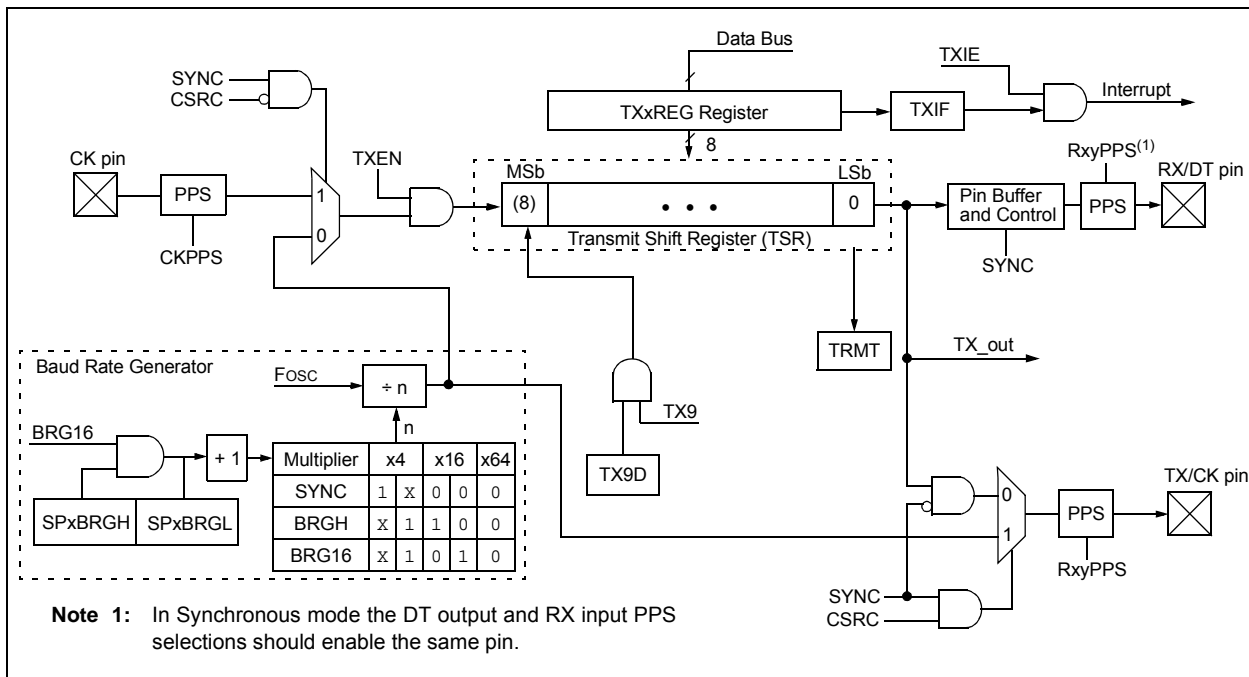 Data Bus
TXIE
SYNC
CSRC
Interrupt
TXxREG Register
TXIF
8
CK pin
TXEN
RxyPPS(1)
RX/DT pin
MSb
LSb
PPS
1
(8)
• • •
0
Pin Buffer
and Control
PPS
0
Transmit Shift Register (TSR)
CKPPS
SYNC
TRMT
TX_out
Baud Rate Generator
FOSC
÷ n
TX9
n
BRG16
+ 1
Multiplier x4 x16 x64
TX9D
SYNC 1 X 0 0 0
SPxBRGH SPxBRGL
BRGH X 1 1 0 0
BRG16 X 1 0 1 0
TX/CK pin
0
PPS
1
RxyPPS
SYNC
CSRC
Note 1: In Synchronous mode the DT output and RX input PPS
selections should enable the same pin.